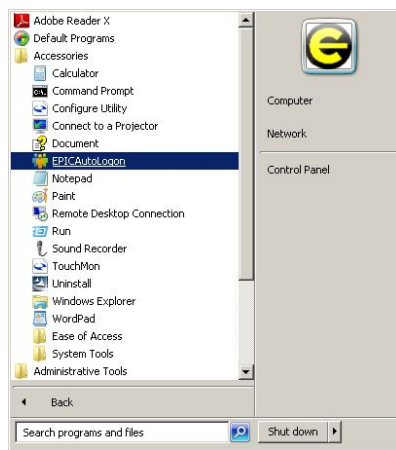 Adobe Reader X
Default Programs
Accessories
Calculator
Command Prompt
Configure Utility
Connect to a Projector
Document
EPICAutoLogon
Notepad
Paint
Remote Desktop Connection
Run
Sound Recorder
TouchMon
Uninstall
Windows Explorer
WordPad
Ease of Access
System Tools
Administrative Tools
Back
Search programs and files
Computer
Network
Control Panel
Shut down